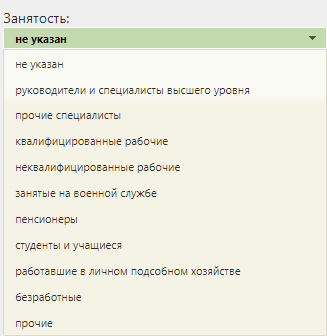 Занятость:
не указан
не указан
руководители и специалисты высшего уровня
прочие специалисты
квалифицированные рабочие
неквалифицированные рабочие
занятые на военной службе
пенсионеры
студенты и учащиеся
работавшие в личном подсобном хозяйстве
безработные
прочие